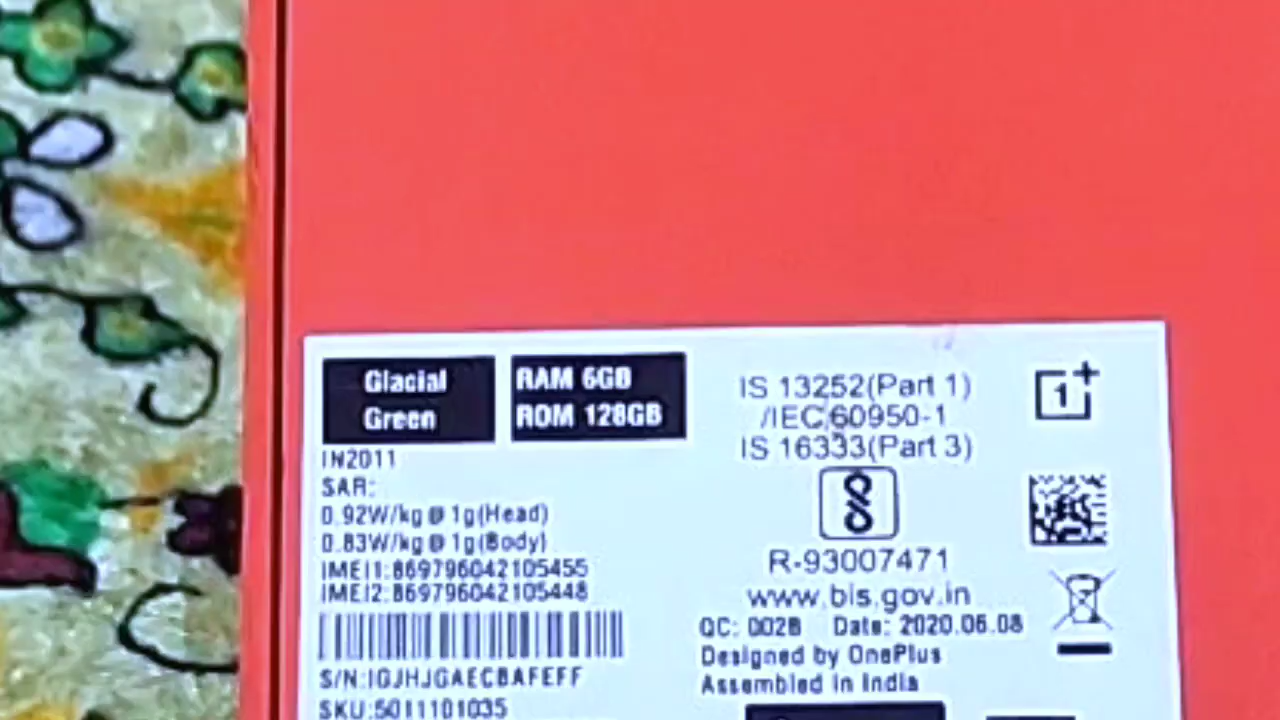 Glacial
Green
RAM 6GB
ROM 128GB
IN2011
SAR:
0.92W/kg @ 1g(Head)
0.83W/kg @ 1g(Body)
IMEI1:869796042105455
IMEI2:869796042105448
S/N:IGJHJGAECBAFEFF
SKU:5011101035
IS 13252(Part 1)
/IEC 60950-1
IS 16333(Part 3)
R-93007471
www.bis.gov.in
QC: 002B Date: 2020.06.08
Designed by OnePlus
Assembled in India
1+